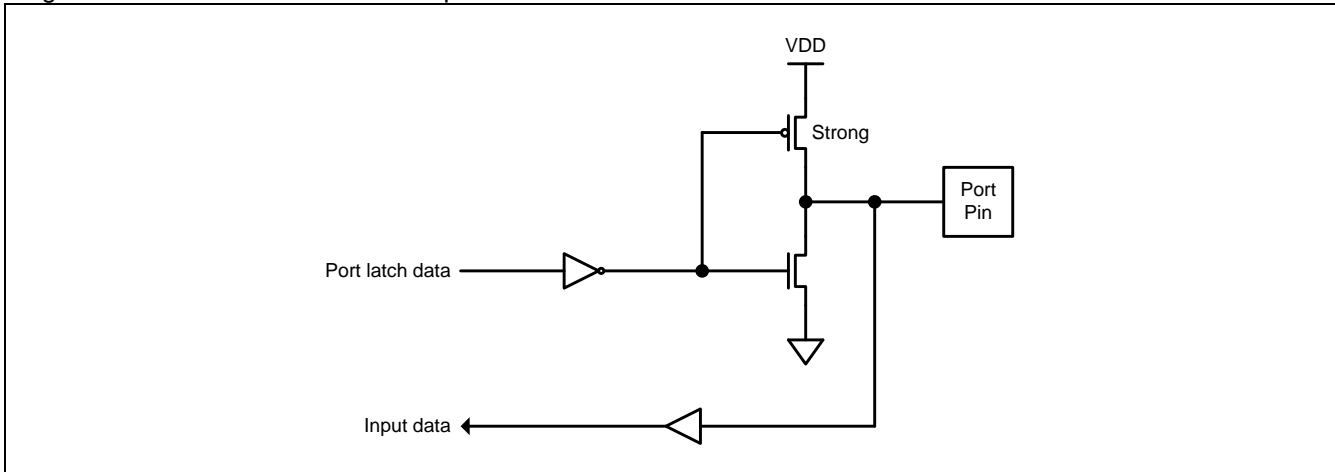 VDD
Strong
Port
Pin
Port latch data
Input data